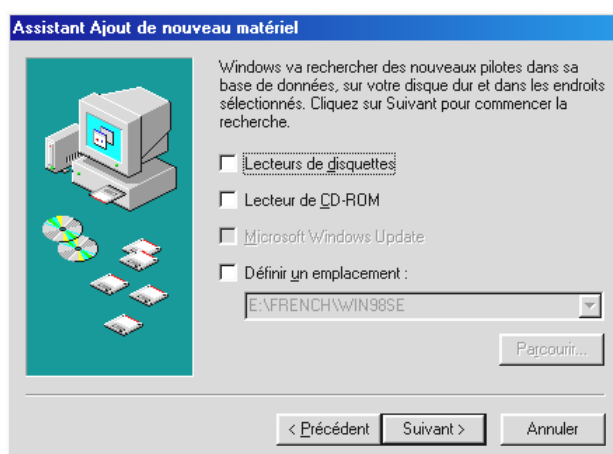 Assistant Ajout de nouveau matériel
Windows va rechercher des nouveaux pilotes dans sa
base de données, sur votre disque dur et dans les endroits
sélectionnés. Cliquez sur Suivant pour commencer la
recherche.
Lecteurs de disquettes
Lecteur de CD-ROM
Microsoft Windows Update
Définir un emplacement :
E:\FRENCH\WIN98SE
Parcourir...
< Précédent Suivant > Annuler